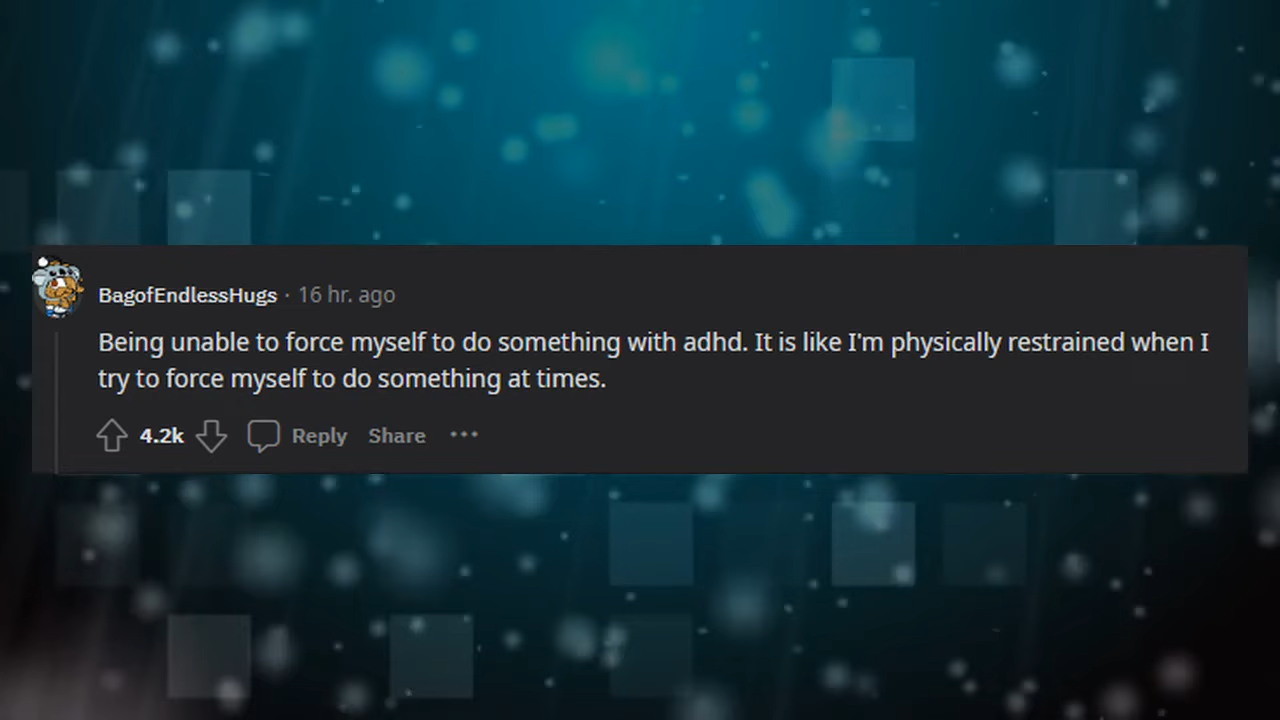 BagofEndlessHugs · 16 hr. ago
Being unable to force myself to do something with adhd. It is like I'm physically restrained when I
try to force myself to do something at times.
4.2k Reply Share ···